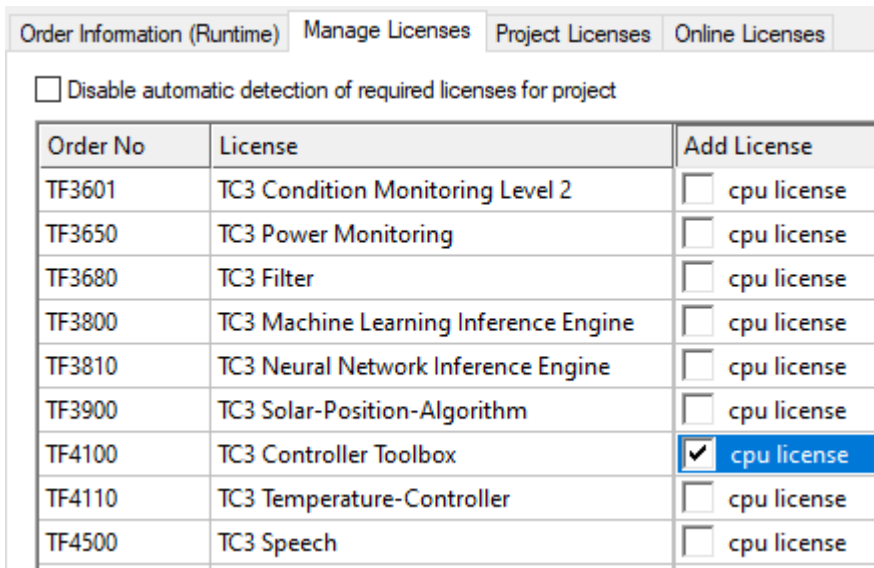 Order Information (Runtime) Manage Licenses Project Licenses Online Licenses
Disable automatic detection of required licenses for project
Order No License Add License
TF3601 TC3 Condition Monitoring Level 2 cpu license
TF3650 TC3 Power Monitoring cpu license
TF3680 TC3 Filter cpu license
TF3800 TC3 Machine Learning Inference Engine cpu license
TF3810 TC3 Neural Network Inference Engine cpu license
TF3900 TC3 Solar-Position-Algorithm cpu license
TF4100 TC3 Controller Toolbox cpu license
TF4110 TC3 Temperature-Controller cpu license
TF4500 TC3 Speech cpu license